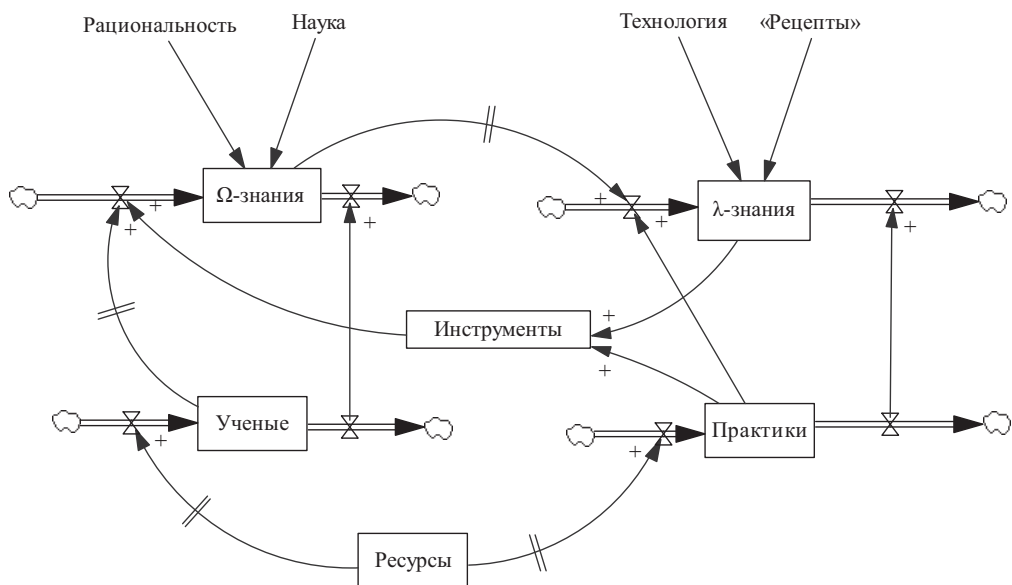 Рациональность
Наука
Технология
«Рецепты»
Ω-знания
λ-знания
+
+
+
+
+
+
Инструменты
+
+
Ученые
Практики
+
+
Ресурсы